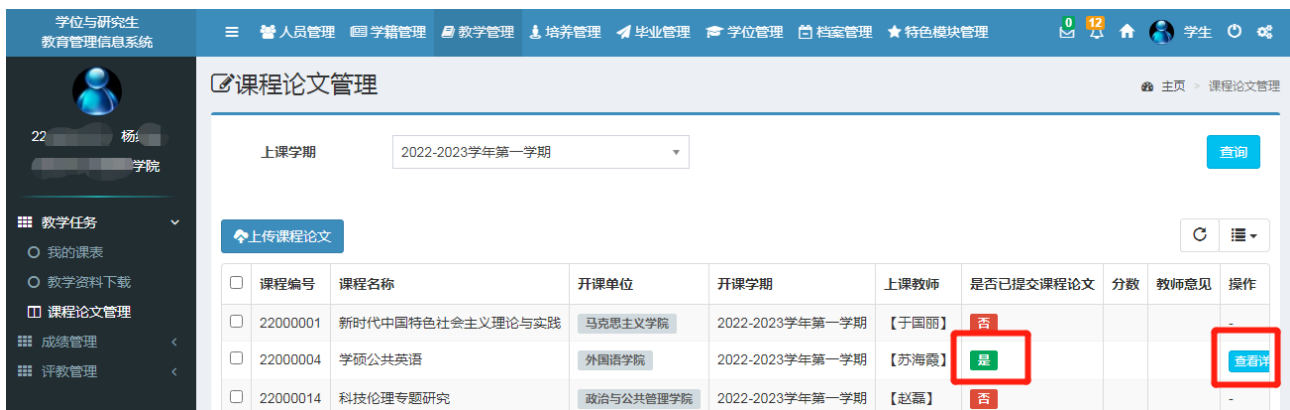 学位与研究生
教育管理信息系统
人员管理 学籍管理 教学管理 培养管理 毕业管理 学位管理 档案管理 特色模块管理 0 12 学生
课程论文管理
主页 > 课程论文管理
22 杨
学院
上课学期 2022-2023学年第一学期 查询
教学任务
我的课表
教学资料下载
课程论文管理
成绩管理
评教管理
上传课程论文
课程编号 课程名称 开课单位 开课学期 上课教师 是否已提交课程论文 分数 教师意见 操作
22000001 新时代中国特色社会主义理论与实践 马克思主义学院 2022-2023学年第一学期 【于国丽】 否 -
22000004 学硕公共英语 外国语学院 2022-2023学年第一学期 【苏海霞】 是 查看详
22000014 科技伦理专题研究 政治与公共管理学院 2022-2023学年第一学期 【赵磊】 否 -